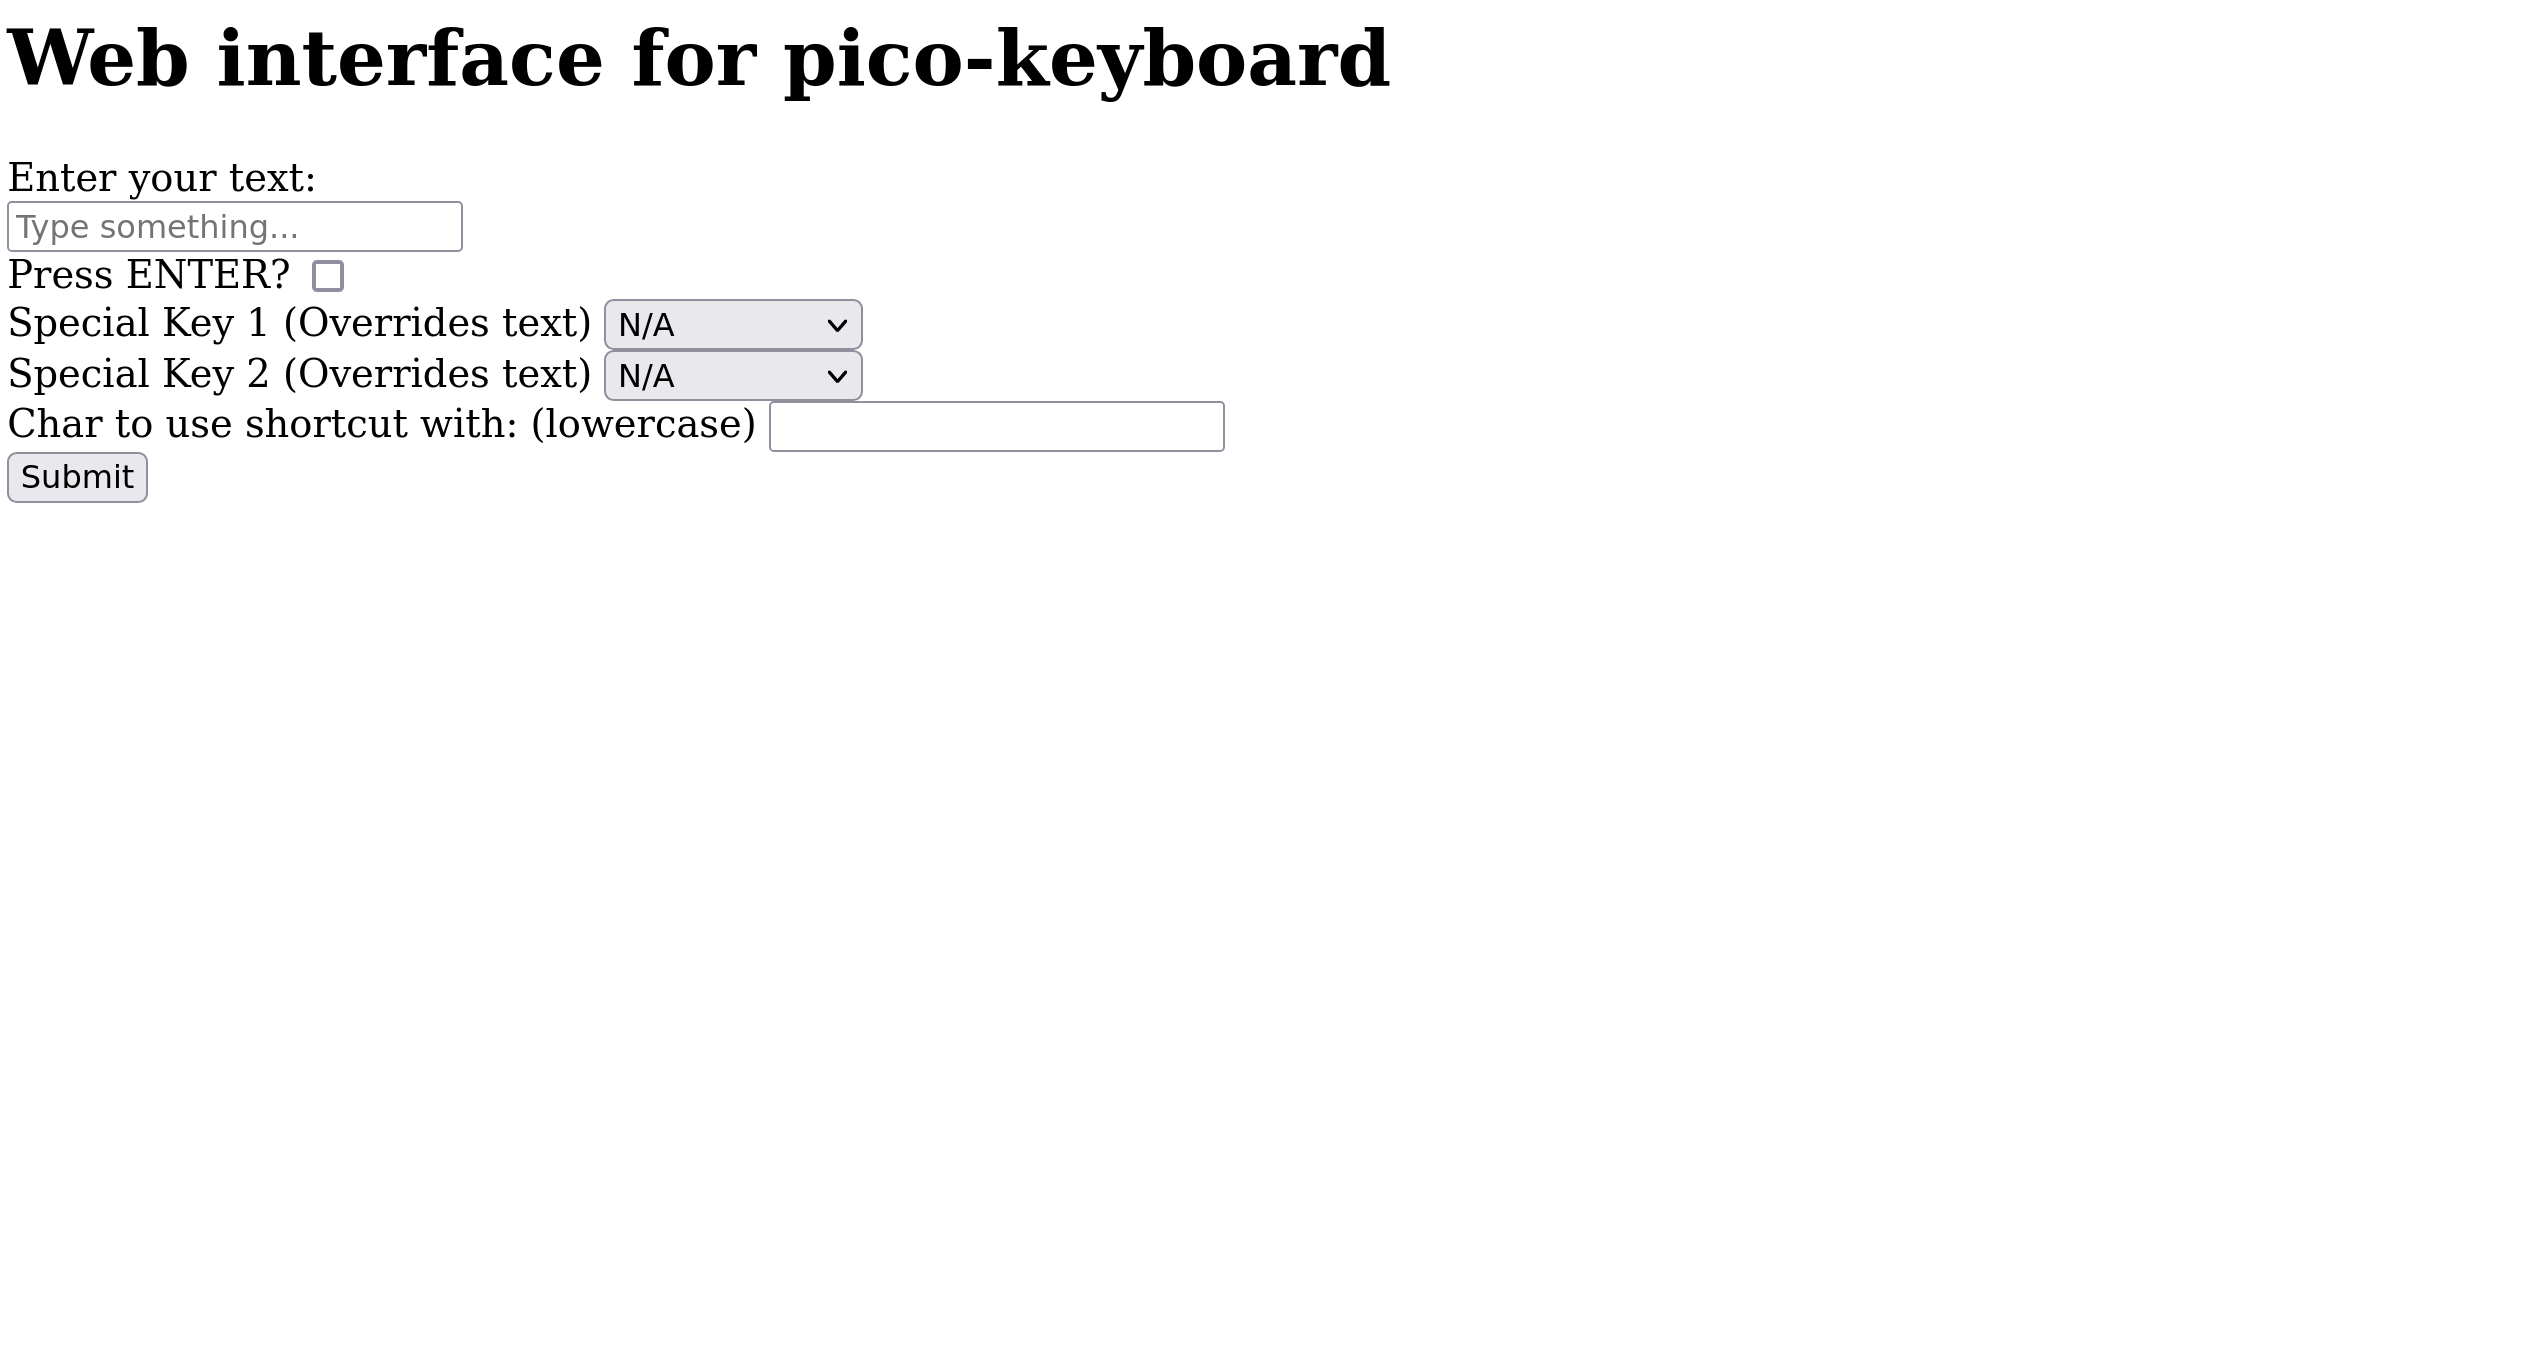 Web interface for pico-keyboard
Enter your text:
Type something...
Press ENTER?
Special Key 1 (Overrides text) N/A
Special Key 2 (Overrides text) N/A
Char to use shortcut with: (lowercase)
Submit